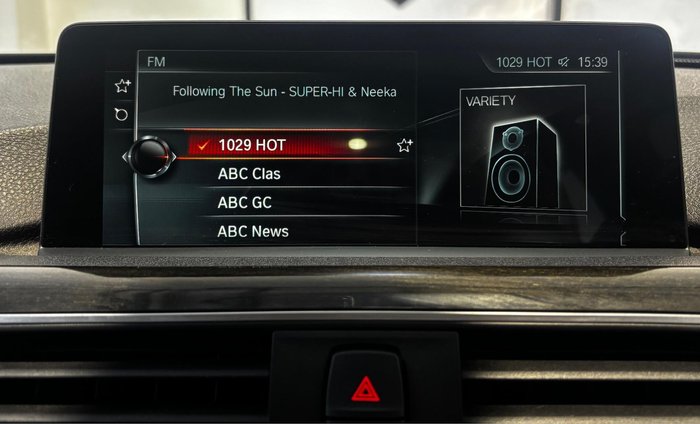 FM
1029 HOT 15:39
Following The Sun - SUPER-HI & Neeka
VARIETY
1029 HOT
ABC Clas
ABC GC
ABC News